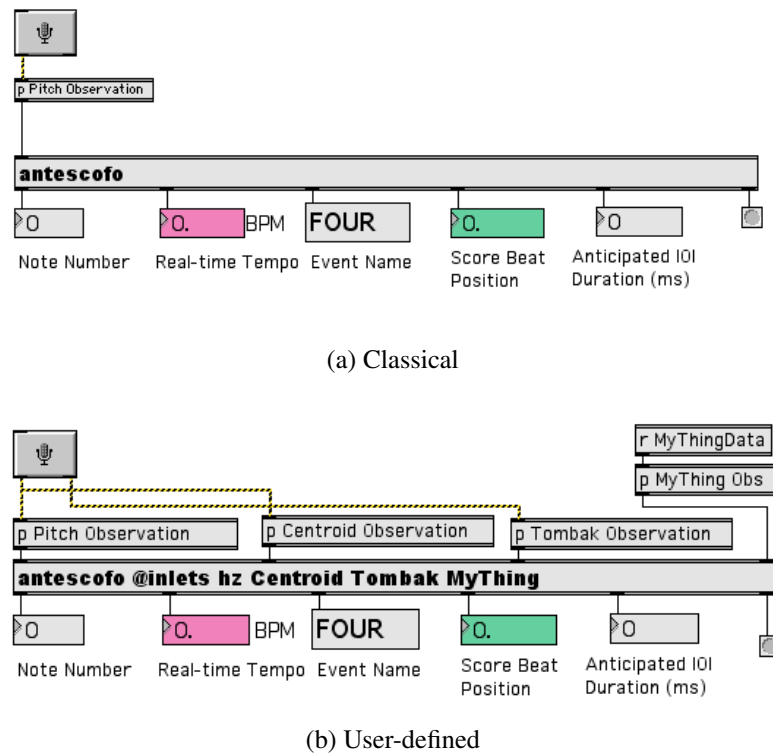 p Pitch Observation
antescofo
0
0. BPM
FOUR
0.
0
Note Number
Real-time Tempo
Event Name
Score Beat
Position
Anticipated IOI
Duration (ms)
(a) Classical
r MyThingData
p MyThing Obs
p Pitch Observation
p Centroid Observation
p Tombak Observation
antescofo @inlets hz Centroid Tombak MyThing
0
0. BPM
FOUR
0.
0
Note Number
Real-time Tempo
Event Name
Score Beat
Position
Anticipated IOI
Duration (ms)
(b) User-defined